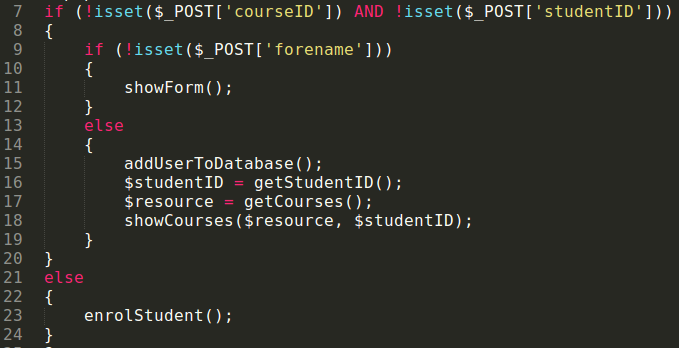 7 if (!isset($_POST['courseID']) AND !isset($_POST['studentID']))
8 {
9     if (!isset($_POST['forename']))
10     {
11         showForm();
12     }
13     else
14     {
15         addUserToDatabase();
16         $studentID = getStudentID();
17         $resource = getCourses();
18         showCourses($resource, $studentID);
19     }
20 }
21 else
22 {
23     enrolStudent();
24 }